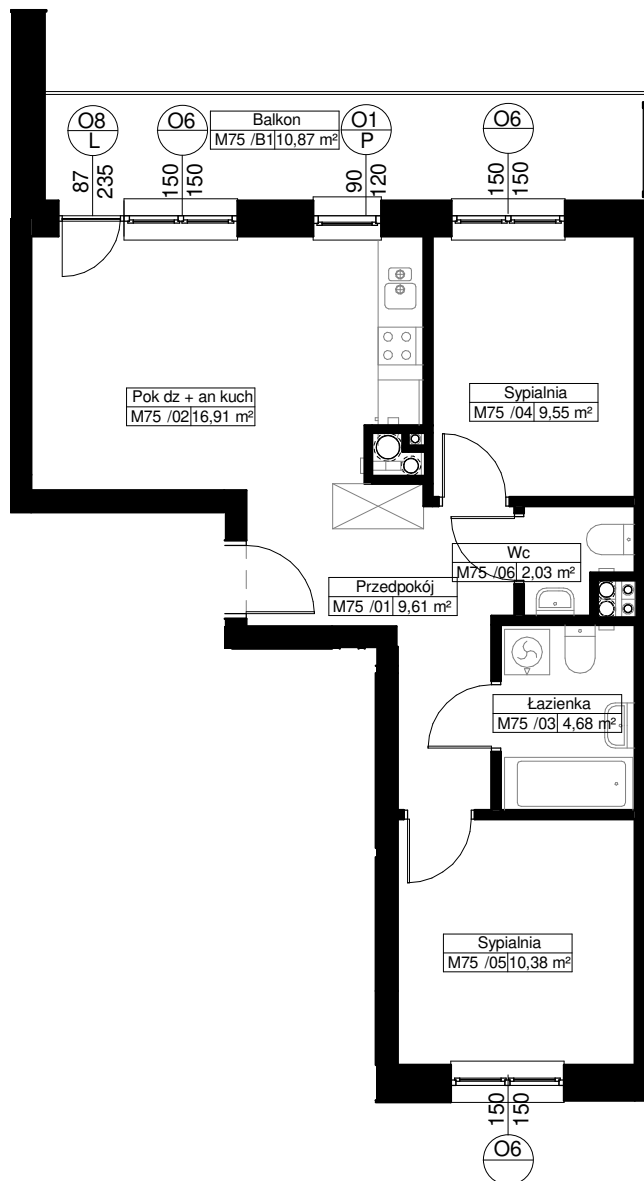 O8
L
87
235
O6
150
150
Balkon
M75 /B1 10,87 m²
O1
P
90
120
O6
150
150
Pok dz + an kuch
M75 /02 16,91 m²
Sypialnia
M75 /04 9,55 m²
Wc
M75 /06 2,03 m²
Przedpokój
M75 /01 9,61 m²
Łazienka
M75 /03 4,68 m²
Sypialnia
M75 /05 10,38 m²
150
150
O6